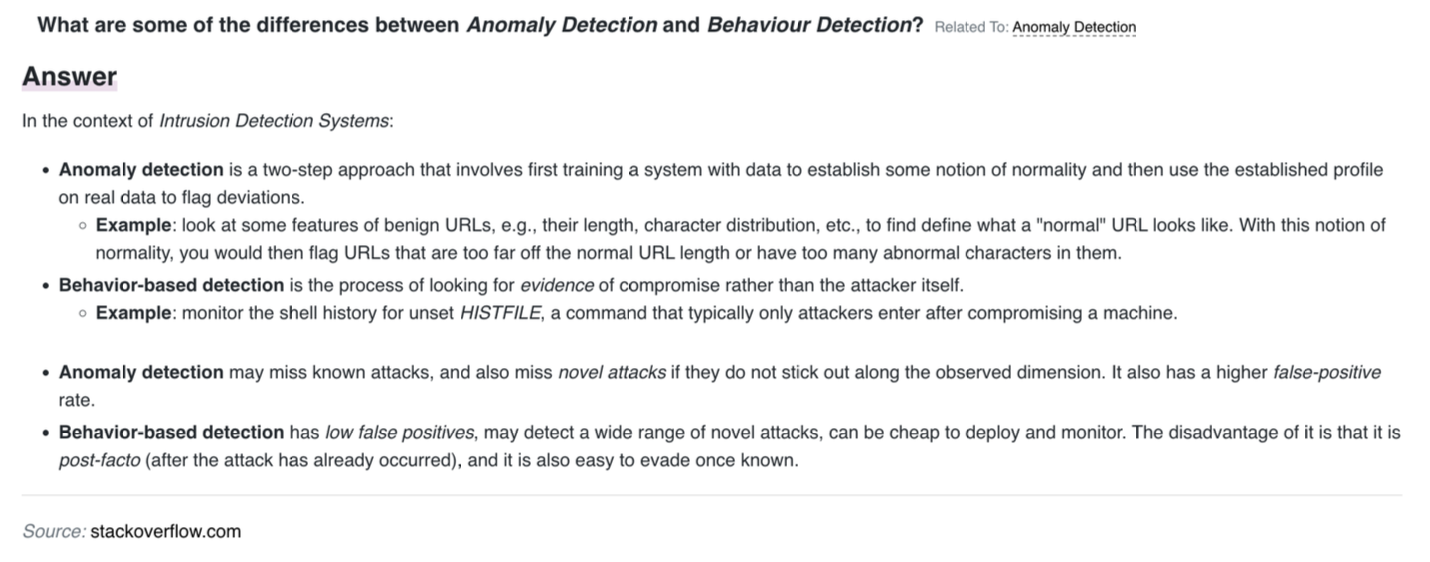 What are some of the differences between Anomaly Detection and Behaviour Detection? Related To: Anomaly Detection
Answer
In the context of Intrusion Detection Systems:
• Anomaly detection is a two-step approach that involves first training a system with data to establish some notion of normality and then use the established profile
on real data to flag deviations.
◦ Example: look at some features of benign URLs, e.g., their length, character distribution, etc., to find define what a "normal" URL looks like. With this notion of
normality, you would then flag URLs that are too far off the normal URL length or have too many abnormal characters in them.
• Behavior-based detection is the process of looking for evidence of compromise rather than the attacker itself.
◦ Example: monitor the shell history for unset HISTFILE, a command that typically only attackers enter after compromising a machine.
• Anomaly detection may miss known attacks, and also miss novel attacks if they do not stick out along the observed dimension. It also has a higher false-positive
rate.
• Behavior-based detection has low false positives, may detect a wide range of novel attacks, can be cheap to deploy and monitor. The disadvantage of it is that it is
post-facto (after the attack has already occurred), and it is also easy to evade once known.
Source: stackoverflow.com